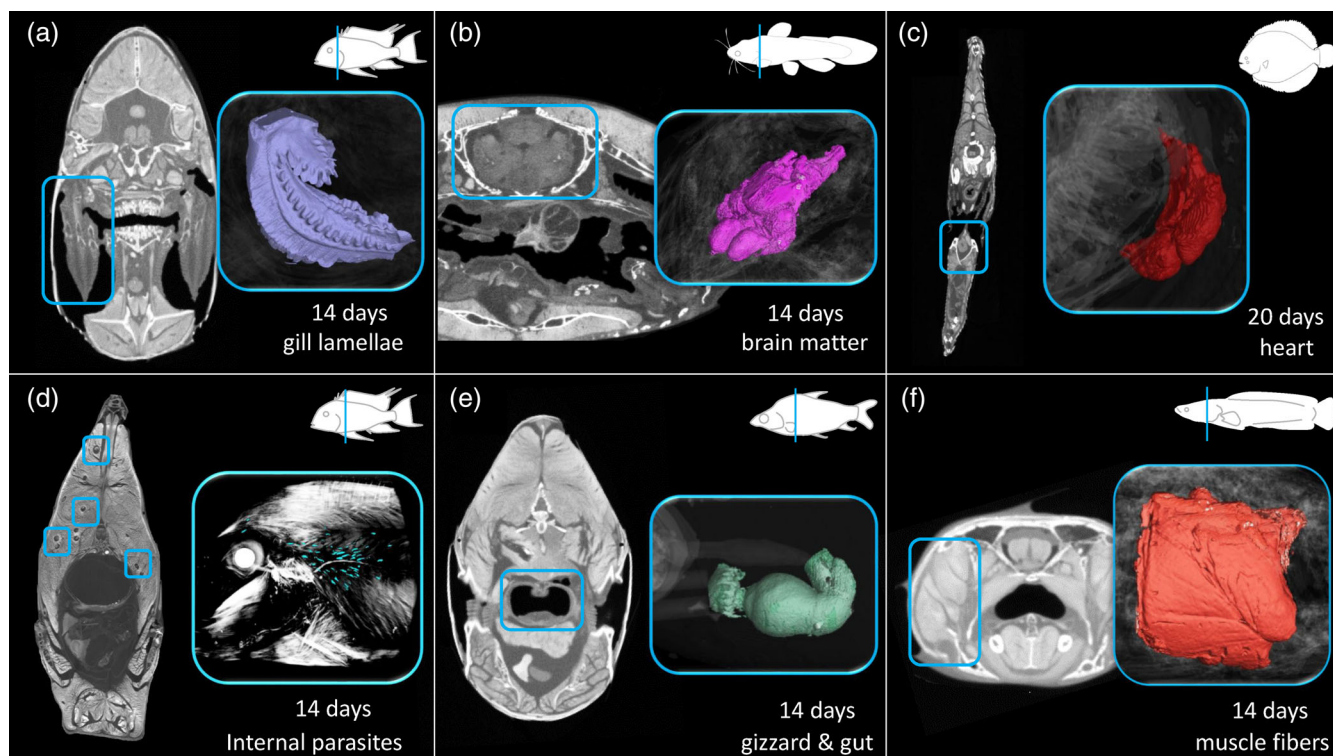 (a)
14 days
gill lamellae
(b)
14 days
brain matter
(c)
20 days
heart
(d)
14 days
Internal parasites
(e)
14 days
gizzard & gut
(f)
14 days
muscle fibers